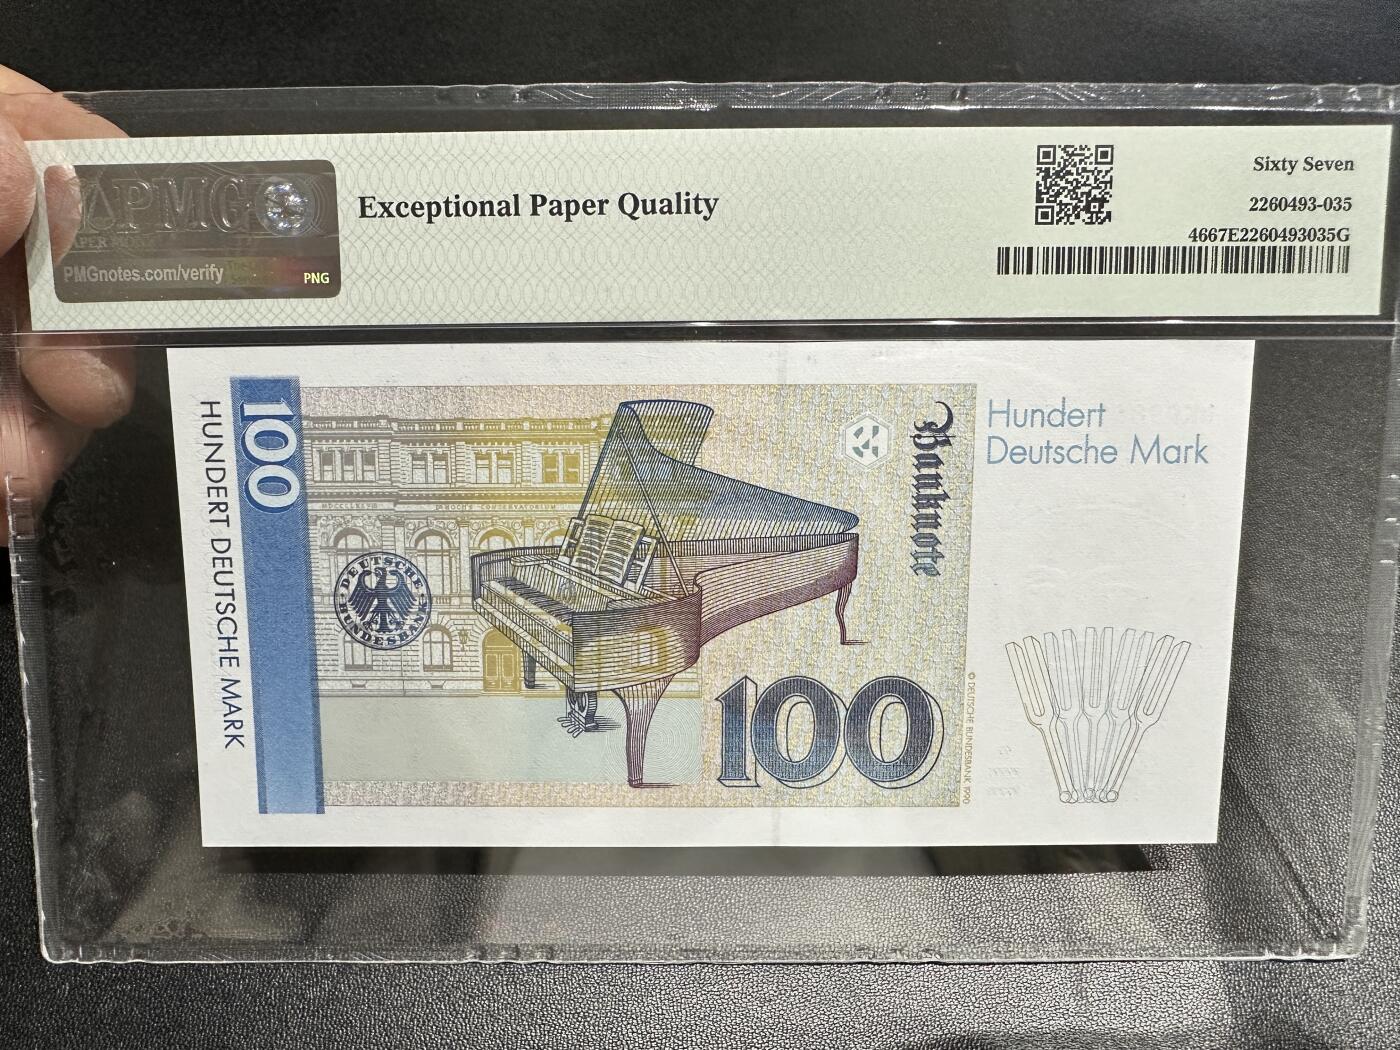 PMG
PMGnotes.com/verify
PNG
Exceptional Paper Quality
Sixty Seven
2260493-035
4667E2260493035G
100
HUNDERT DEUTSCHE MARK
DEUTSCHE BUNDESBANK
Banknote
Hundert
Deutsche Mark
100
© DEUTSCHE BUNDESBANK 1990